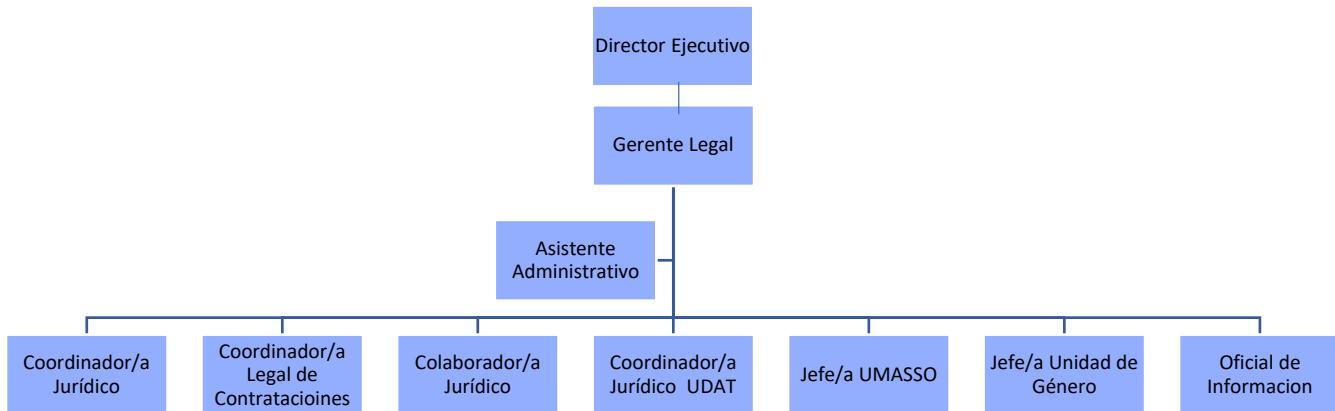 Director Ejecutivo
Gerente Legal
Asistente
Administrativo
Coordinador/a
Jurídico
Coordinador/a
Legal de
Contratacioines
Colaborador/a
Jurídico
Coordinador/a
Jurídico UDAT
Jefe/a UMASSO
Jefe/a Unidad de
Género
Oficial de
Informacion